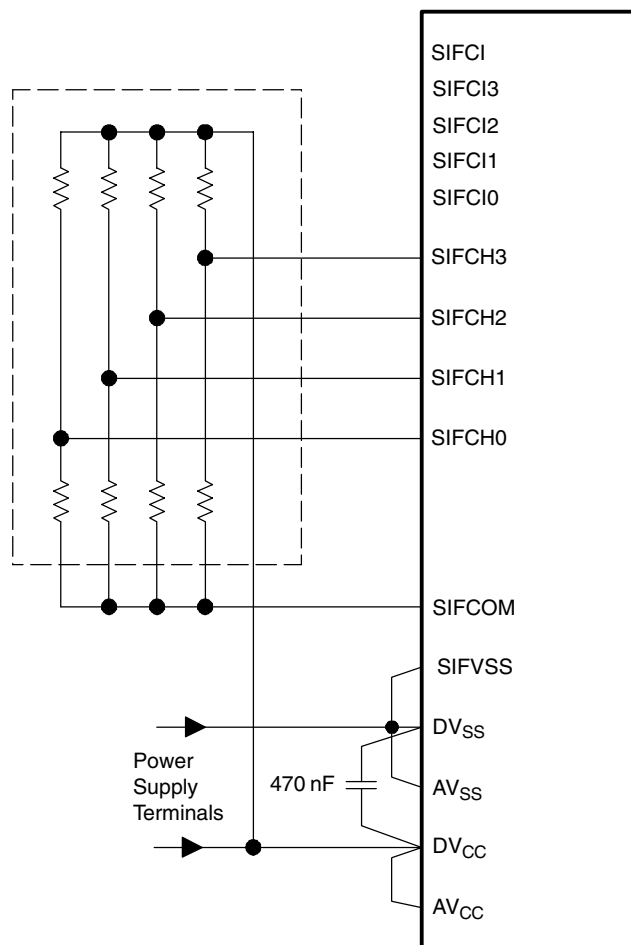 SIFCI
SIFCI3
SIFCI2
SIFCI1
SIFCI0
SIFCH3
SIFCH2
SIFCH1
SIFCH0
SIFCOM
SIFVSS
DVSS
Power
Supply
Terminals
470 nF
AVSS
DVCC
AVCC